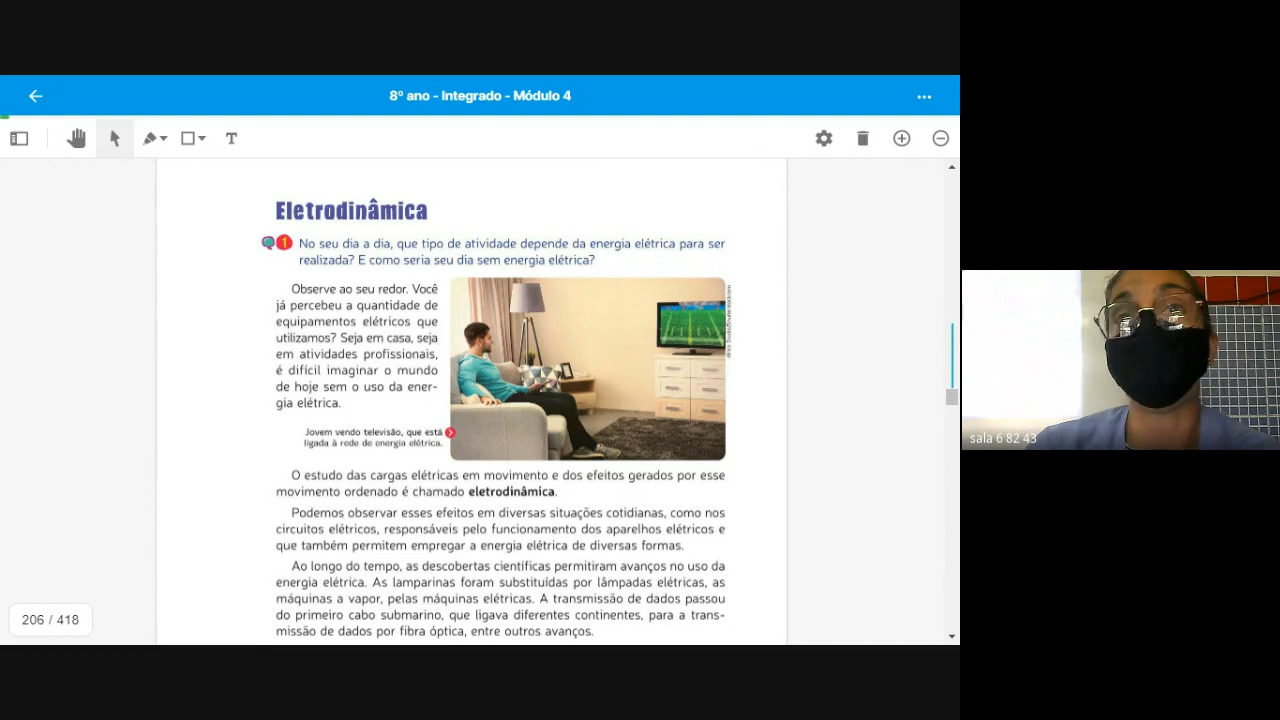 8º ano - Integrado - Módulo 4
T
Eletrodinâmica
1 No seu dia a dia, que tipo de atividade depende da energia elétrica para ser
realizada? E como seria seu dia sem energia elétrica?
Observe ao seu redor. Você
já percebeu a quantidade de
equipamentos elétricos que
utilizamos? Seja em casa, seja
em atividades profissionais,
é difícil imaginar o mundo
de hoje sem o uso da ener-
gia elétrica.
Jovem vendo televisão, que está
ligada à rede de energia elétrica.
O estudo das cargas elétricas em movimento e dos efeitos gerados por esse
movimento ordenado é chamado eletrodinâmica.
Podemos observar esses efeitos em diversas situações cotidianas, como nos
circuitos elétricos, responsáveis pelo funcionamento dos aparelhos elétricos e
que também permitem empregar a energia elétrica de diversas formas.
Ao longo do tempo, as descobertas científicas permitiram avanços no uso da
energia elétrica. As lamparinas foram substituídas por lâmpadas elétricas, as
máquinas a vapor, pelas máquinas elétricas. A transmissão de dados passou
do primeiro cabo submarino, que ligava diferentes continentes, para a trans-
missão de dados por fibra óptica, entre outros avanços.
206 / 418
sala 6 82 43